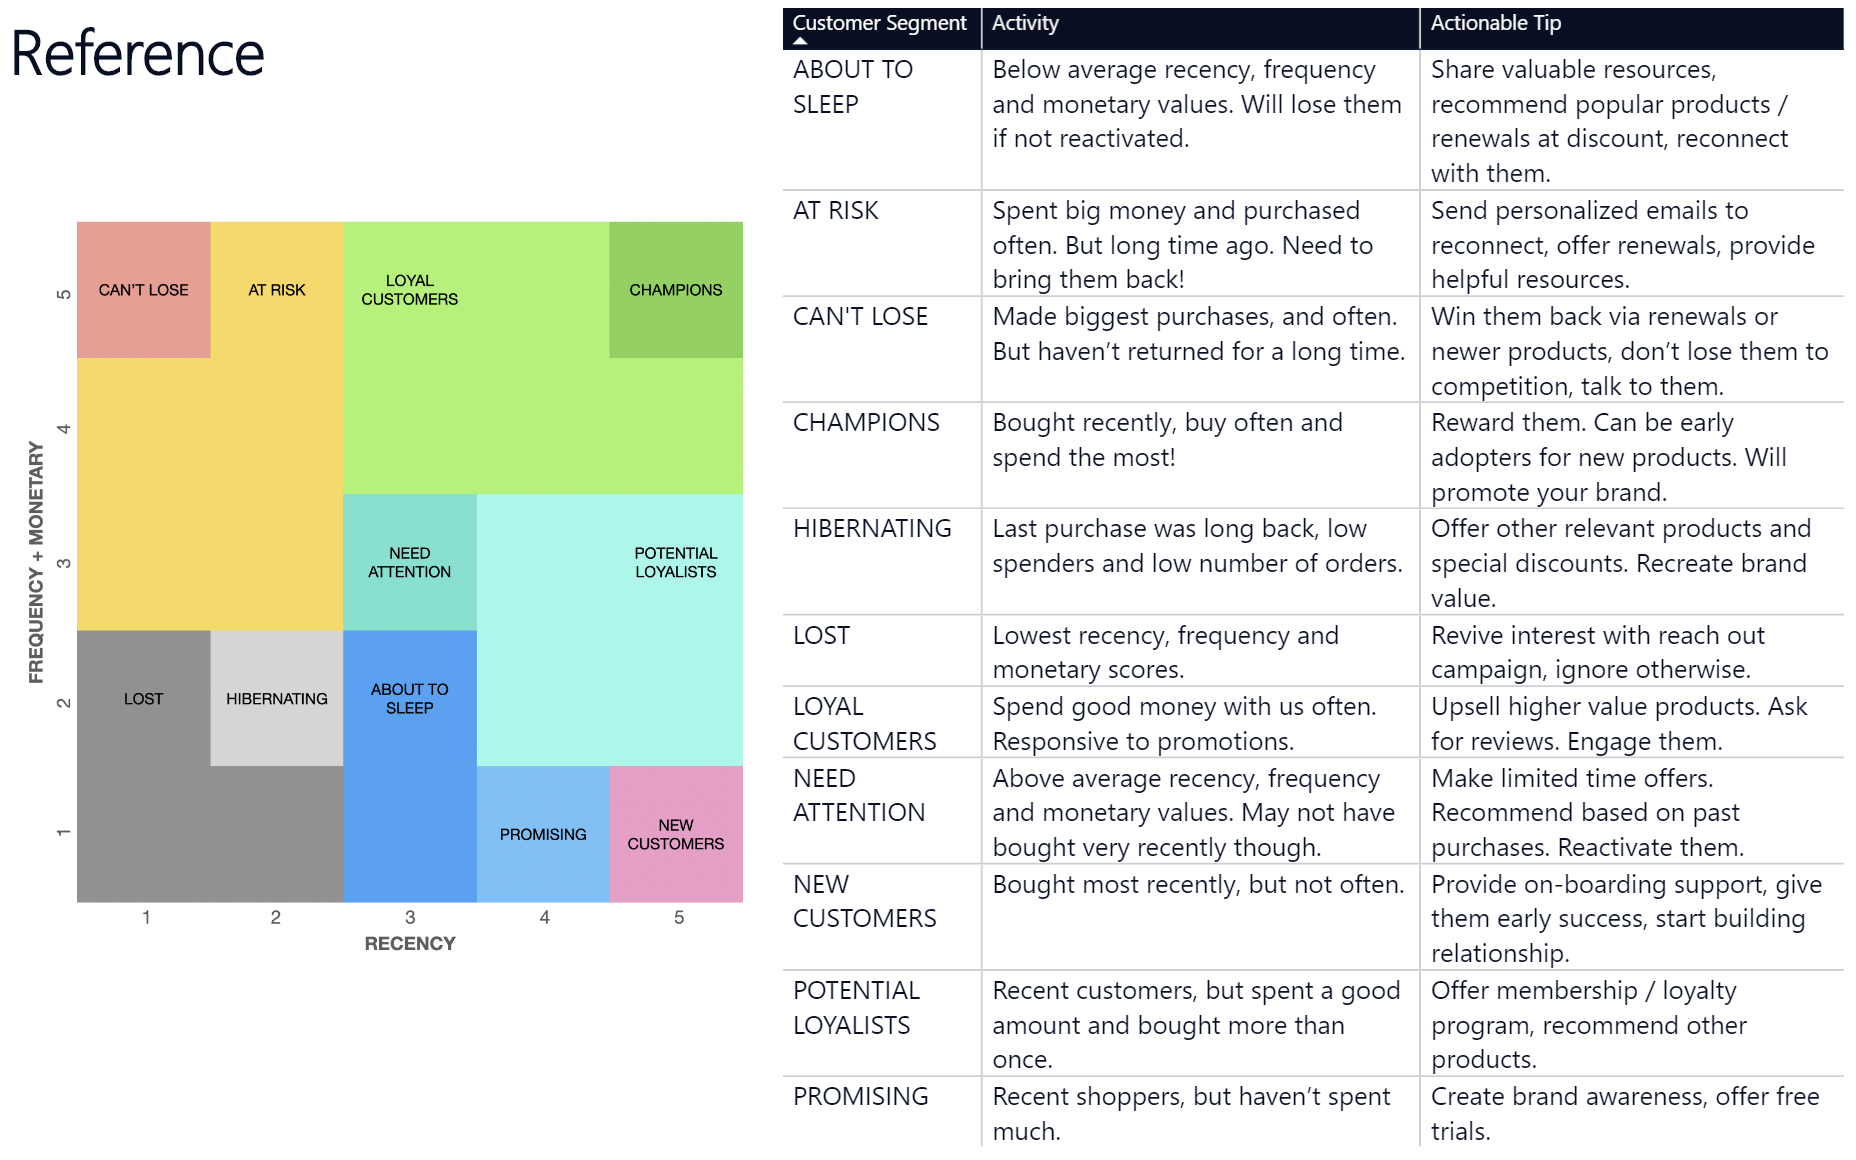 Reference
CAN'T LOSE
AT RISK
LOYAL
CUSTOMERS
CHAMPIONS
NEED
ATTENTION
POTENTIAL
LOYALISTS
LOST
HIBERNATING
ABOUT TO
SLEEP
PROMISING
NEW
CUSTOMERS
FREQUENCY + MONETARY
5
4
3
2
1
1
2
3
4
5
RECENCY
Customer Segment
Activity
Actionable Tip
ABOUT TO
SLEEP
Below average recency, frequency
and monetary values. Will lose them
if not reactivated.
Share valuable resources,
recommend popular products /
renewals at discount, reconnect
with them.
AT RISK
Spent big money and purchased
often. But long time ago. Need to
bring them back!
Send personalized emails to
reconnect, offer renewals, provide
helpful resources.
CAN'T LOSE
Made biggest purchases, and often.
But haven’t returned for a long time.
Win them back via renewals or
newer products, don’t lose them to
competition, talk to them.
CHAMPIONS
Bought recently, buy often and
spend the most!
Reward them. Can be early
adopters for new products. Will
promote your brand.
HIBERNATING
Last purchase was long back, low
spenders and low number of orders.
Offer other relevant products and
special discounts. Recreate brand
value.
LOST
Lowest recency, frequency and
monetary scores.
Revive interest with reach out
campaign, ignore otherwise.
LOYAL
CUSTOMERS
Spend good money with us often.
Responsive to promotions.
Upsell higher value products. Ask
for reviews. Engage them.
NEED
ATTENTION
Above average recency, frequency
and monetary values. May not have
bought very recently though.
Make limited time offers.
Recommend based on past
purchases. Reactivate them.
NEW
CUSTOMERS
Bought most recently, but not often.
Provide on-boarding support, give
them early success, start building
relationship.
POTENTIAL
LOYALISTS
Recent customers, but spent a good
amount and bought more than
once.
Offer membership / loyalty
program, recommend other
products.
PROMISING
Recent shoppers, but haven’t spent
much.
Create brand awareness, offer free
trials.